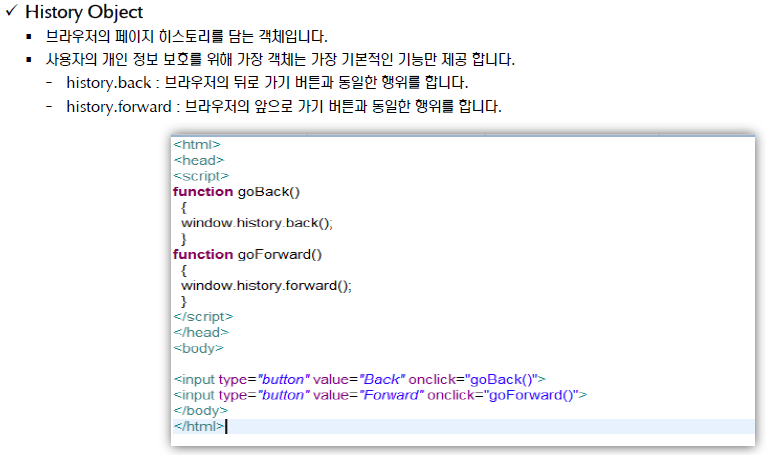 ✓ History Object
▪ 브라우저의 페이지 히스토리를 담는 객체입니다.
▪ 사용자의 개인 정보 보호를 위해 가장 객체는 가장 기본적인 기능만 제공 합니다.
− history.back : 브라우저의 뒤로 가기 버튼과 동일한 행위를 합니다.
− history.forward : 브라우저의 앞으로 가기 버튼과 동일한 행위를 합니다.
<html>
<head>
<script>
function goBack()
{
window.history.back();
}
function goForward()
{
window.history.forward();
}
</script>
</head>
<body>
<input type="button" value="Back" onclick="goBack()">
<input type="button" value="Forward" onclick="goForward()">
</body>
</html>